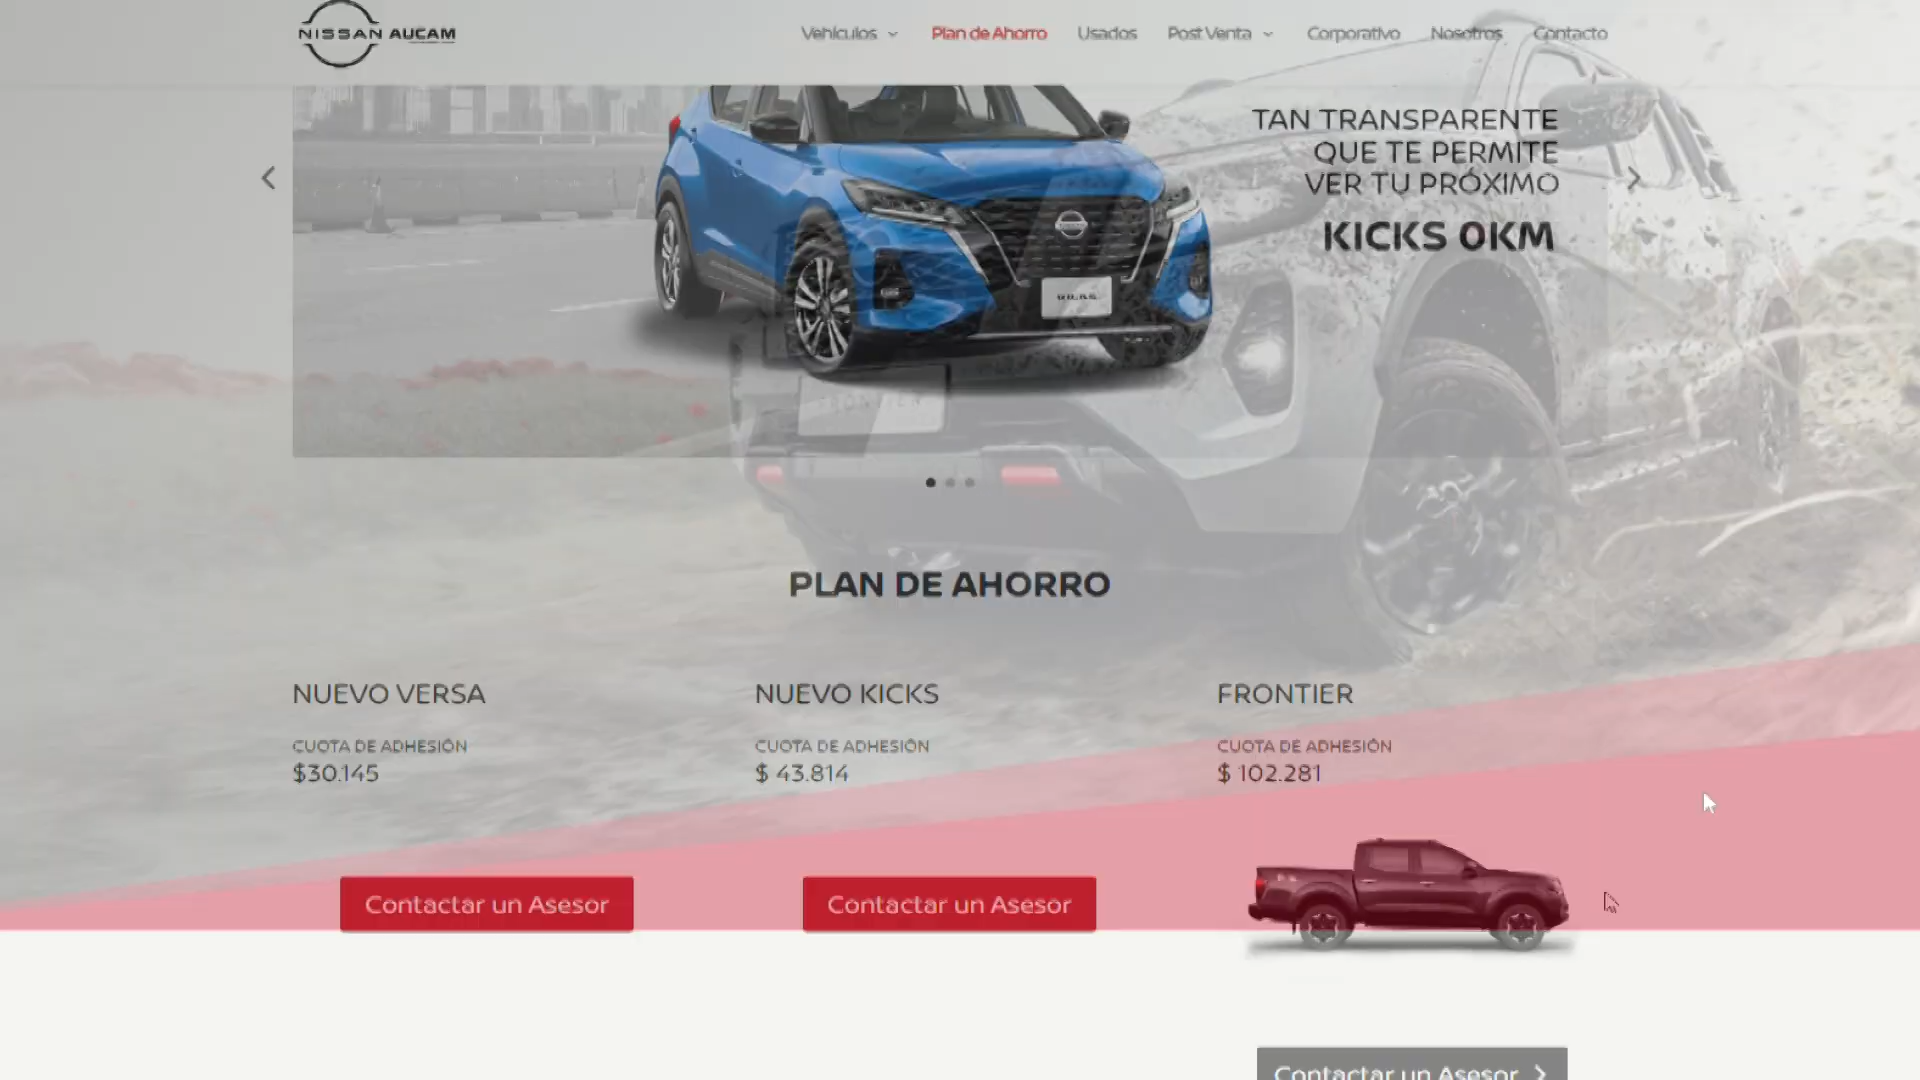 NISSAN AUCAM
Vehículos
Plan de Ahorro
Usados
Post Venta
Corporativo
Nosotros
Contacto
TAN TRANSPARENTE
QUE TE PERMITE
VER TU PRÓXIMO
KICKS 0KM
FRONTIER
PLAN DE AHORRO
NUEVO VERSA
CUOTA DE ADHESIÓN
$30.145
Contactar un Asesor
NUEVO KICKS
CUOTA DE ADHESIÓN
$ 43.814
Contactar un Asesor
FRONTIER
CUOTA DE ADHESIÓN
$ 102.281
Contactar un Asesor